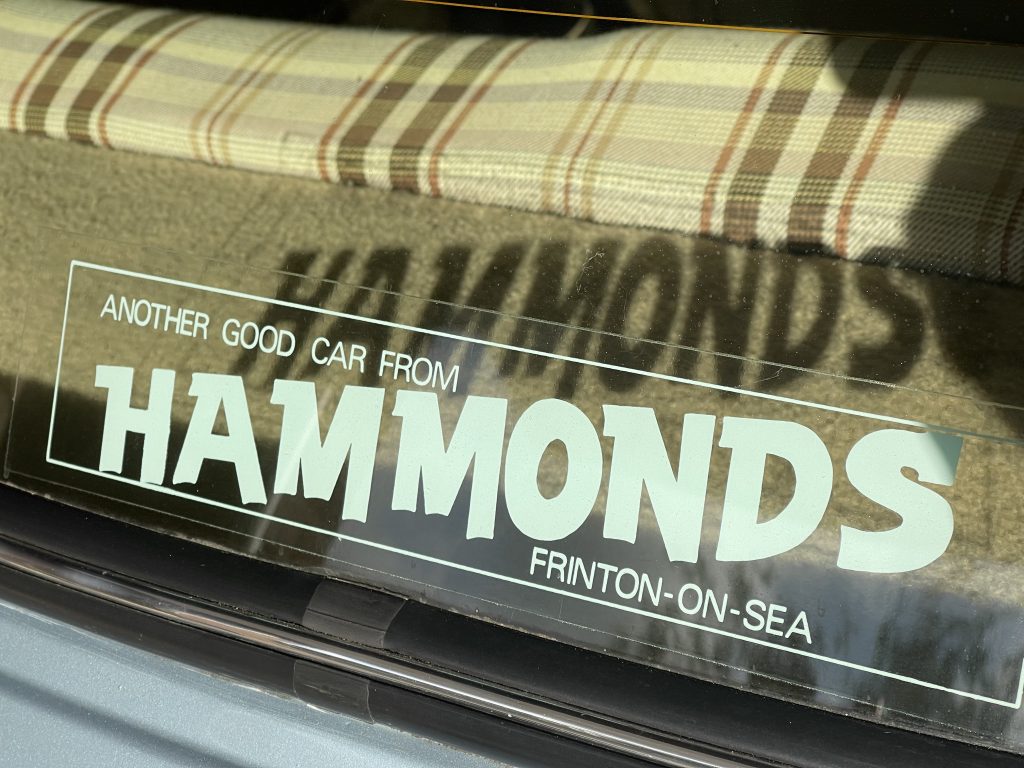 ANOTHER GOOD CAR FROM
HAMMONDS
FRINTON-ON-SEA